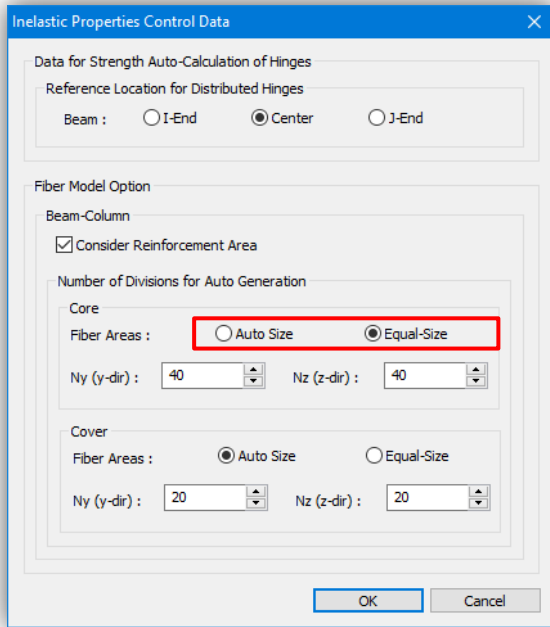 Inelastic Properties Control Data
Data for Strength Auto-Calculation of Hinges
Reference Location for Distributed Hinges
Beam : I-End Center J-End
Fiber Model Option
Beam-Column
Consider Reinforcement Area
Number of Divisions for Auto Generation
Core
Fiber Areas : Auto Size Equal-Size
Ny (y-dir) : 40 Nz (z-dir) : 40
Cover
Fiber Areas : Auto Size Equal-Size
Ny (y-dir) : 20 Nz (z-dir) : 20
OK Cancel